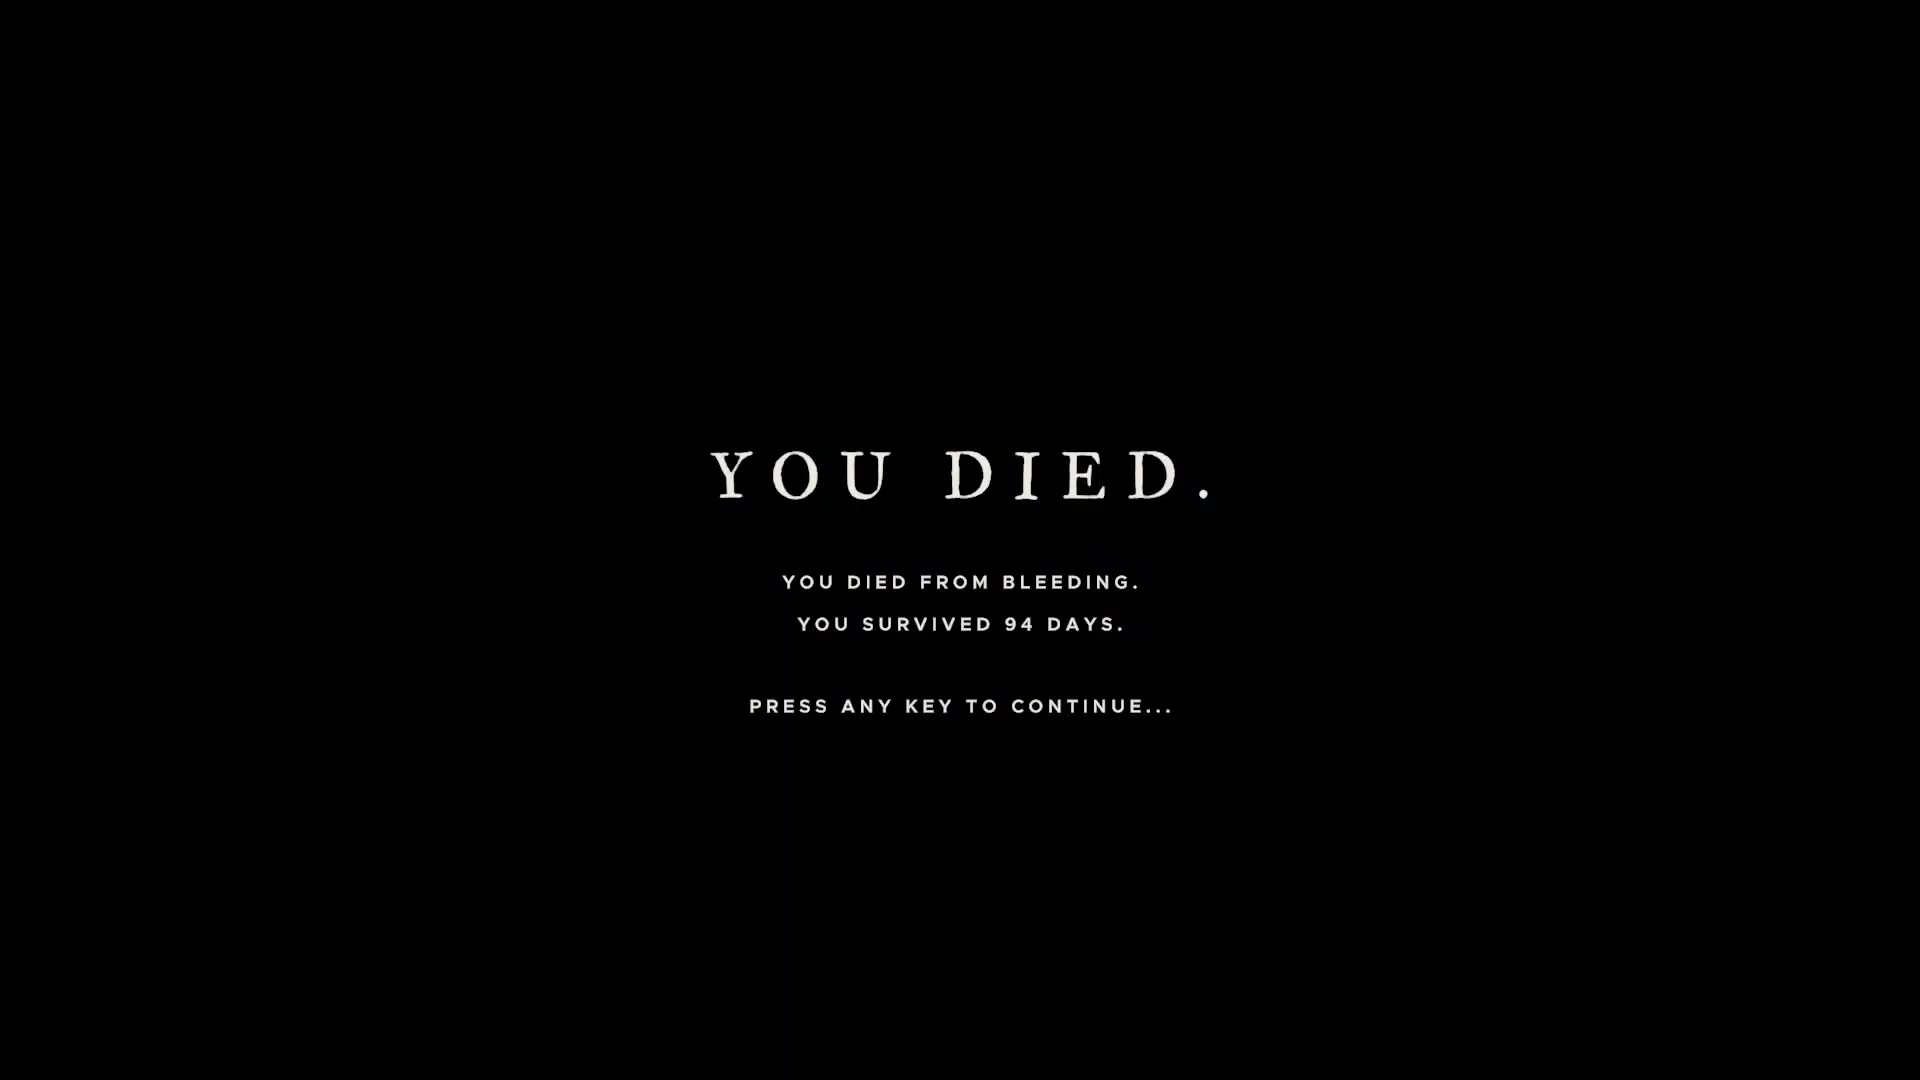 YOU DIED.
YOU DIED FROM BLEEDING.
YOU SURVIVED 94 DAYS.
PRESS ANY KEY TO CONTINUE...